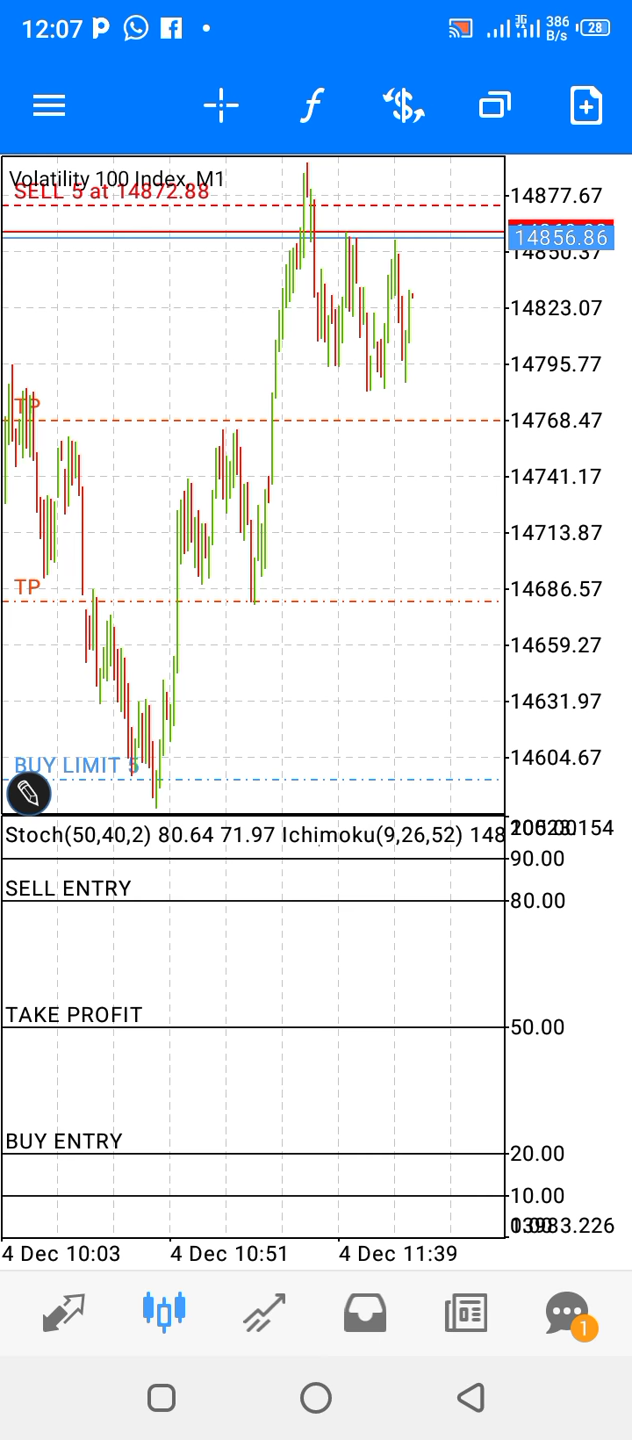 12:07
386
B/s
28
Volatility 100 Index, M1
SELL 5 at 14872.88
14877.67
14856.86
14850.37
14823.07
14795.77
TP
14768.47
14741.17
14713.87
TP
14686.57
14659.27
14631.97
BUY LIMIT 5
14604.67
Stoch(50,40,2) 80.64 71.97 Ichimoku(9,26,52) 148
90.00
SELL ENTRY
80.00
TAKE PROFIT
50.00
BUY ENTRY
20.00
10.00
4 Dec 10:03 4 Dec 10:51 4 Dec 11:39
1